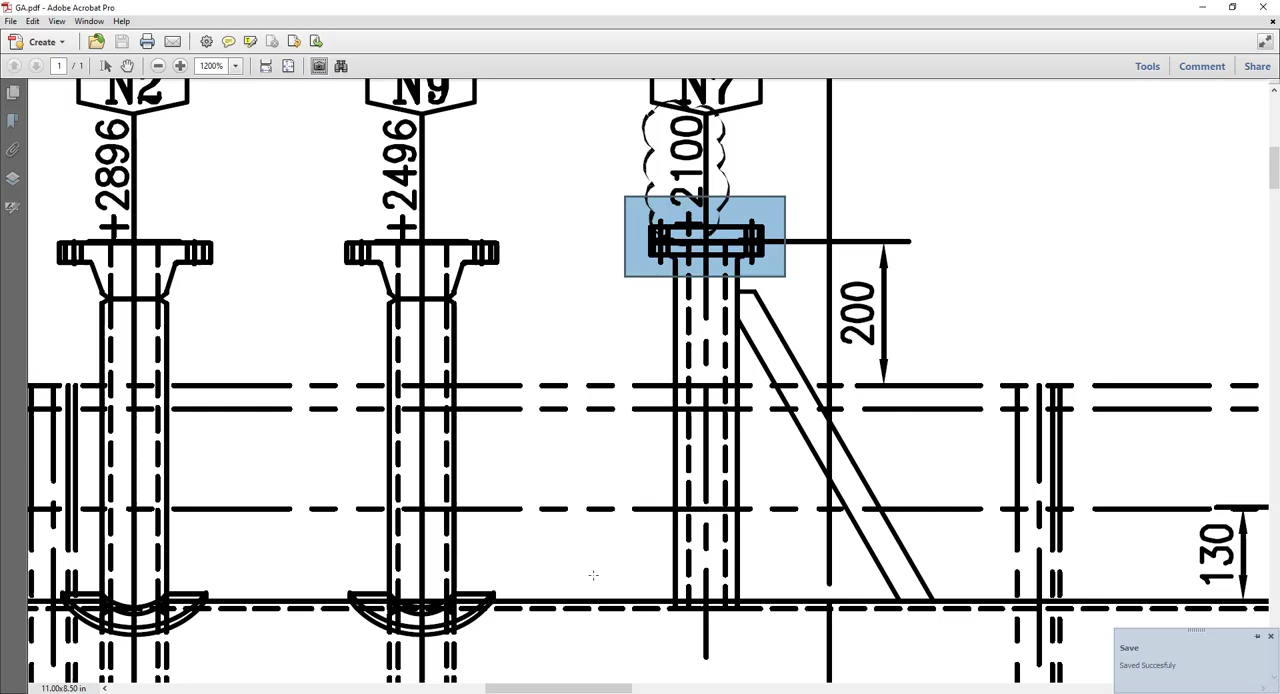 GA.pdf - Adobe Acrobat Pro
File Edit View Window Help
Create
1 / 1 1200% Tools Comment Share
N2 N9 N7
+2896 +2496 +2100
200
130
Save
Saved Succesfuly
11.00x8.50 in